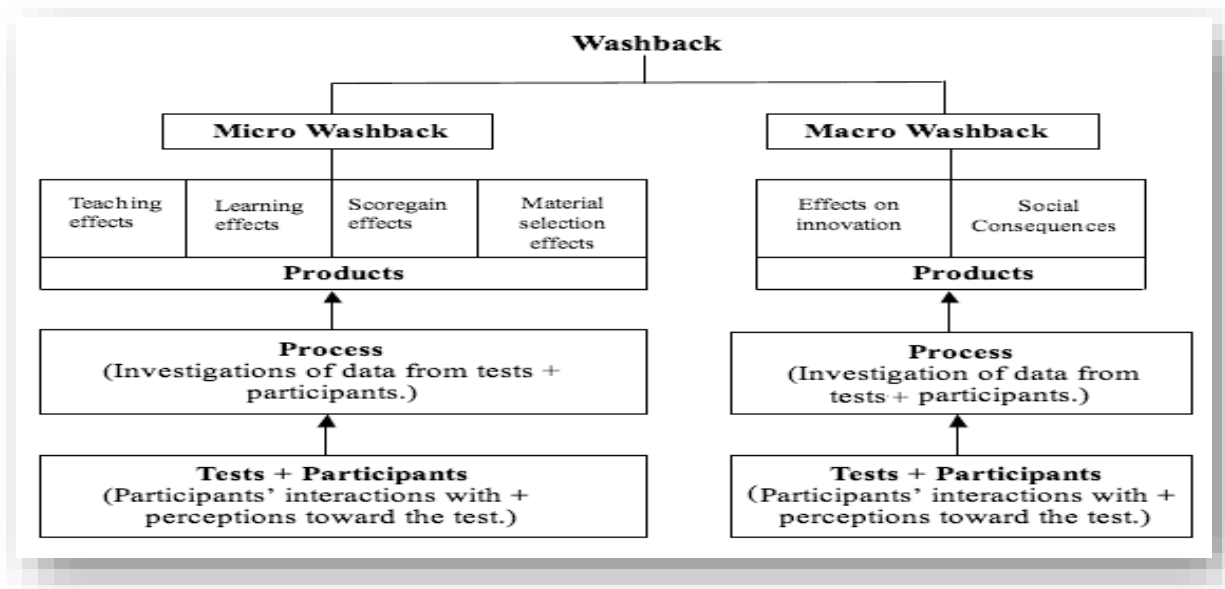 Washback
Micro Washback
Macro Washback
Teaching
effects
Learning
effects
Scoregain
effects
Material
selection
effects
Effects on
innovation
Social
Consequences
Products
Products
Process
(Investigations of data from tests +
participants.)
Process
(Investigation of data from
tests + participants.)
Tests + Participants
(Participants’ interactions with +
perceptions toward the test.)
Tests + Participants
(Participants’ interactions with +
perceptions toward the test.)